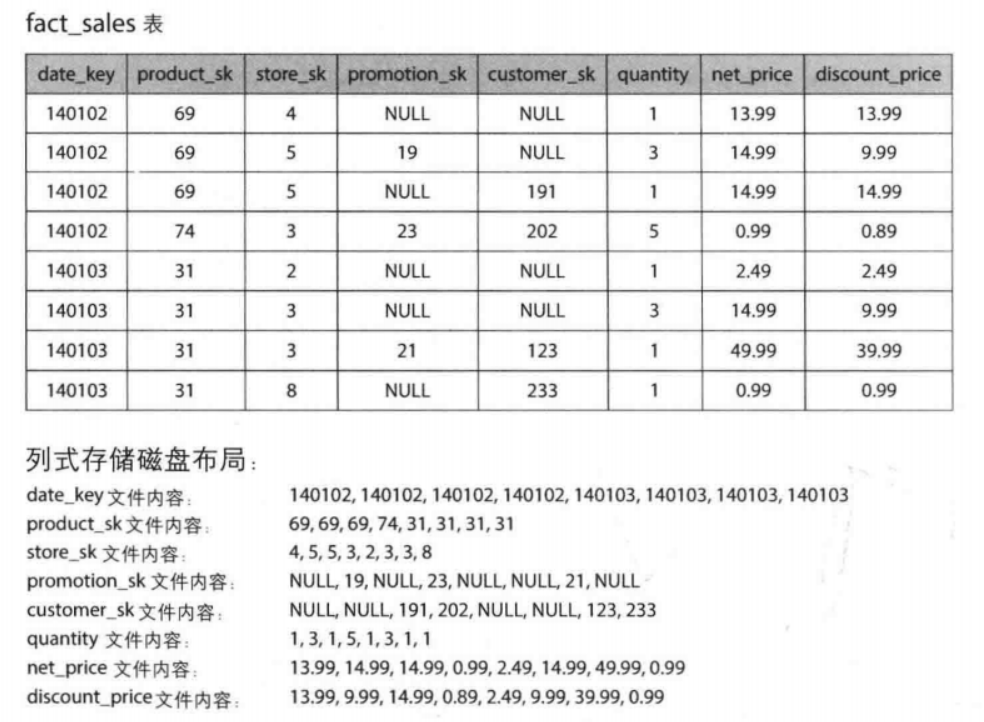 fact_sales 表
date_key product_sk store_sk promotion_sk customer_sk quantity net_price discount_price
140102 69 4 NULL NULL 1 13.99 13.99
140102 69 5 19 NULL 3 14.99 9.99
140102 69 5 NULL 191 1 14.99 14.99
140102 74 3 23 202 5 0.99 0.89
140103 31 2 NULL NULL 1 2.49 2.49
140103 31 3 NULL NULL 3 14.99 9.99
140103 31 3 21 123 1 49.99 39.99
140103 31 8 NULL 233 1 0.99 0.99
列式存储磁盘布局:
date_key 文件内容: 140102, 140102, 140102, 140102, 140103, 140103, 140103, 140103
product_sk 文件内容: 69, 69, 69, 74, 31, 31, 31, 31
store_sk 文件内容: 4, 5, 5, 3, 2, 3, 3, 8
promotion_sk 文件内容: NULL, 19, NULL, 23, NULL, NULL, 21, NULL
customer_sk 文件内容: NULL, NULL, 191, 202, NULL, NULL, 123, 233
quantity 文件内容: 1, 3, 1, 5, 1, 3, 1, 1
net_price 文件内容: 13.99, 14.99, 14.99, 0.99, 2.49, 14.99, 49.99, 0.99
discount_price 文件内容: 13.99, 9.99, 14.99, 0.89, 2.49, 9.99, 39.99, 0.99